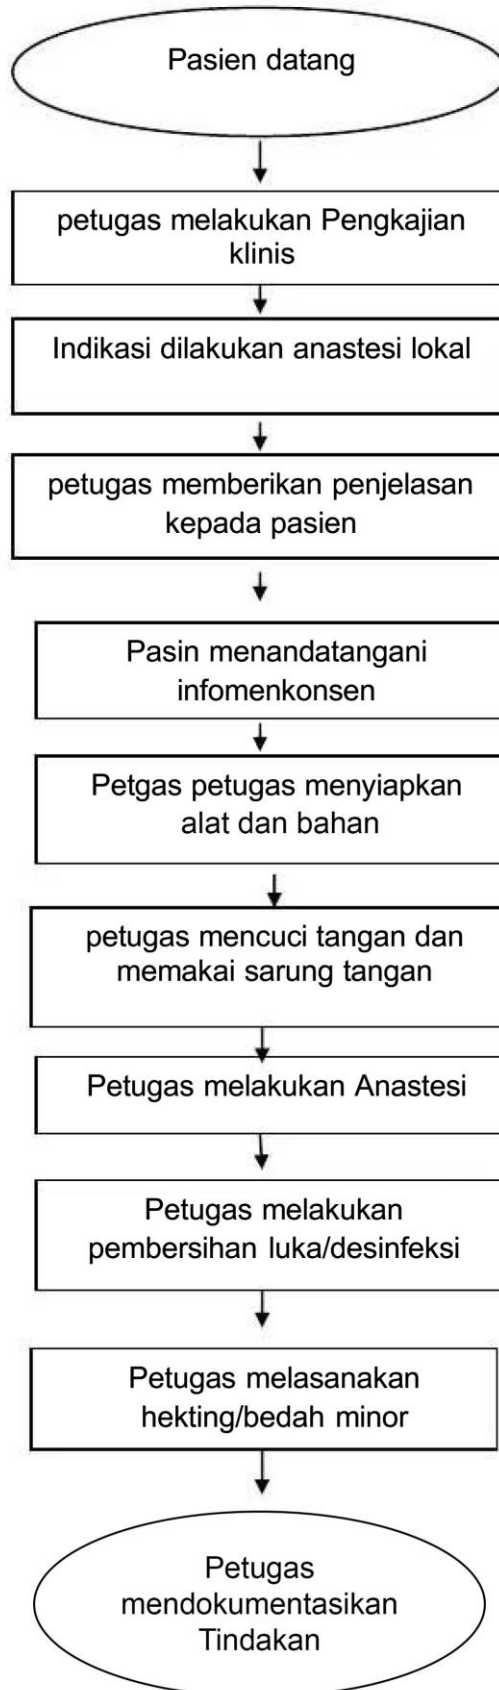 Pasien datang
petugas melakukan Pengkajian
klinis
Indikasi dilakukan anastesi lokal
petugas memberikan penjelasan
kepada pasien
Pasin menandatangani
infomenkonsen
Petgas petugas menyiapkan
alat dan bahan
petugas mencuci tangan dan
memakai sarung tangan
Petugas melakukan Anastesi
Petugas melakukan
pembersihan luka/desinfeksi
Petugas melasanakan
hekting/bedah minor
Petugas
mendokumentasikan
Tindakan